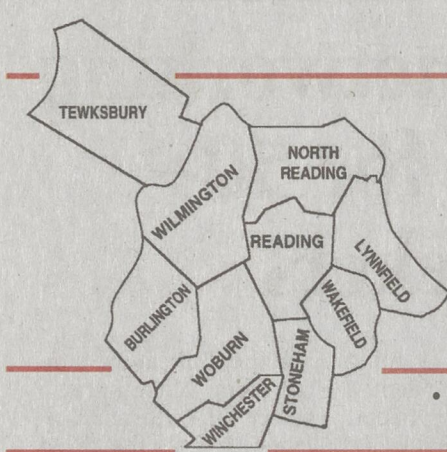 TEWKSBURY
NORTH
READING
WILMINGTON
READING
LYNNFIELD
BURLINGTON
WAKEFIELD
WOBURN
STONEHAM
WINCHESTER